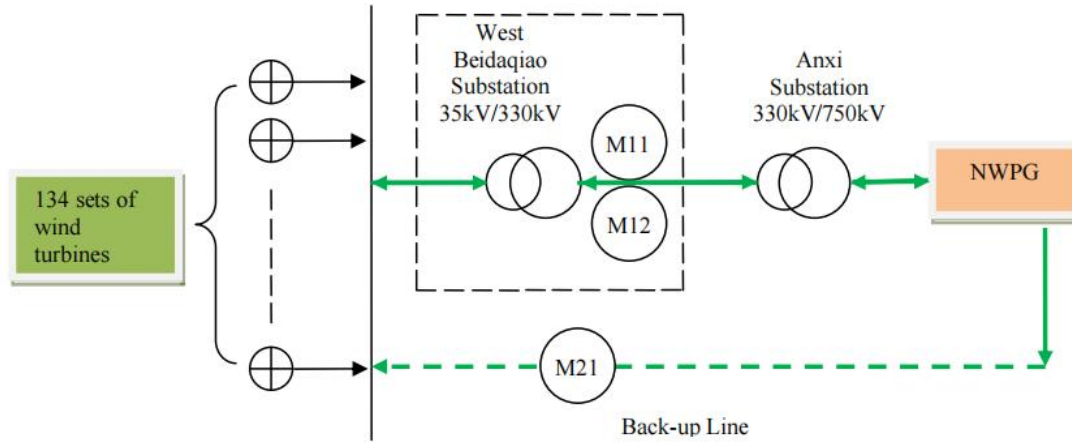 West
Beidaqiao
Substation
35kV/330kV
Anxi
Substation
330kV/750kV
M11
M12
NWPG
134 sets of
wind
turbines
M21
Back-up Line